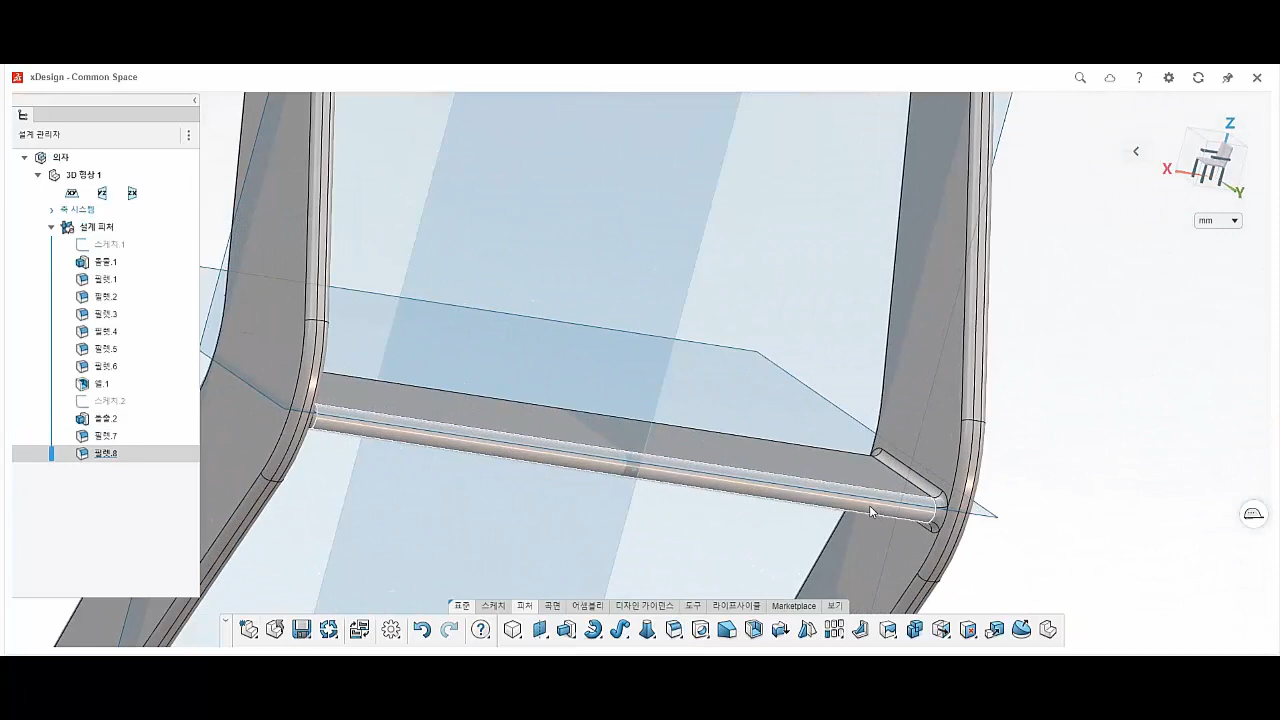 xDesign - Common Space
설계 관리자
의자
3D 형상 1
XY YZ ZX
축 시스템
설계 피처
스케치.1
돌출.1
필렛.1
필렛.2
필렛.3
필렛.4
필렛.5
필렛.6
쉘.1
스케치.2
돌출.2
필렛.7
필렛.8
Z
X
Y
mm
표준 스케치 피처 곡면 어셈블리 디자인 가이던스 도구 라이프사이클 Marketplace 보기